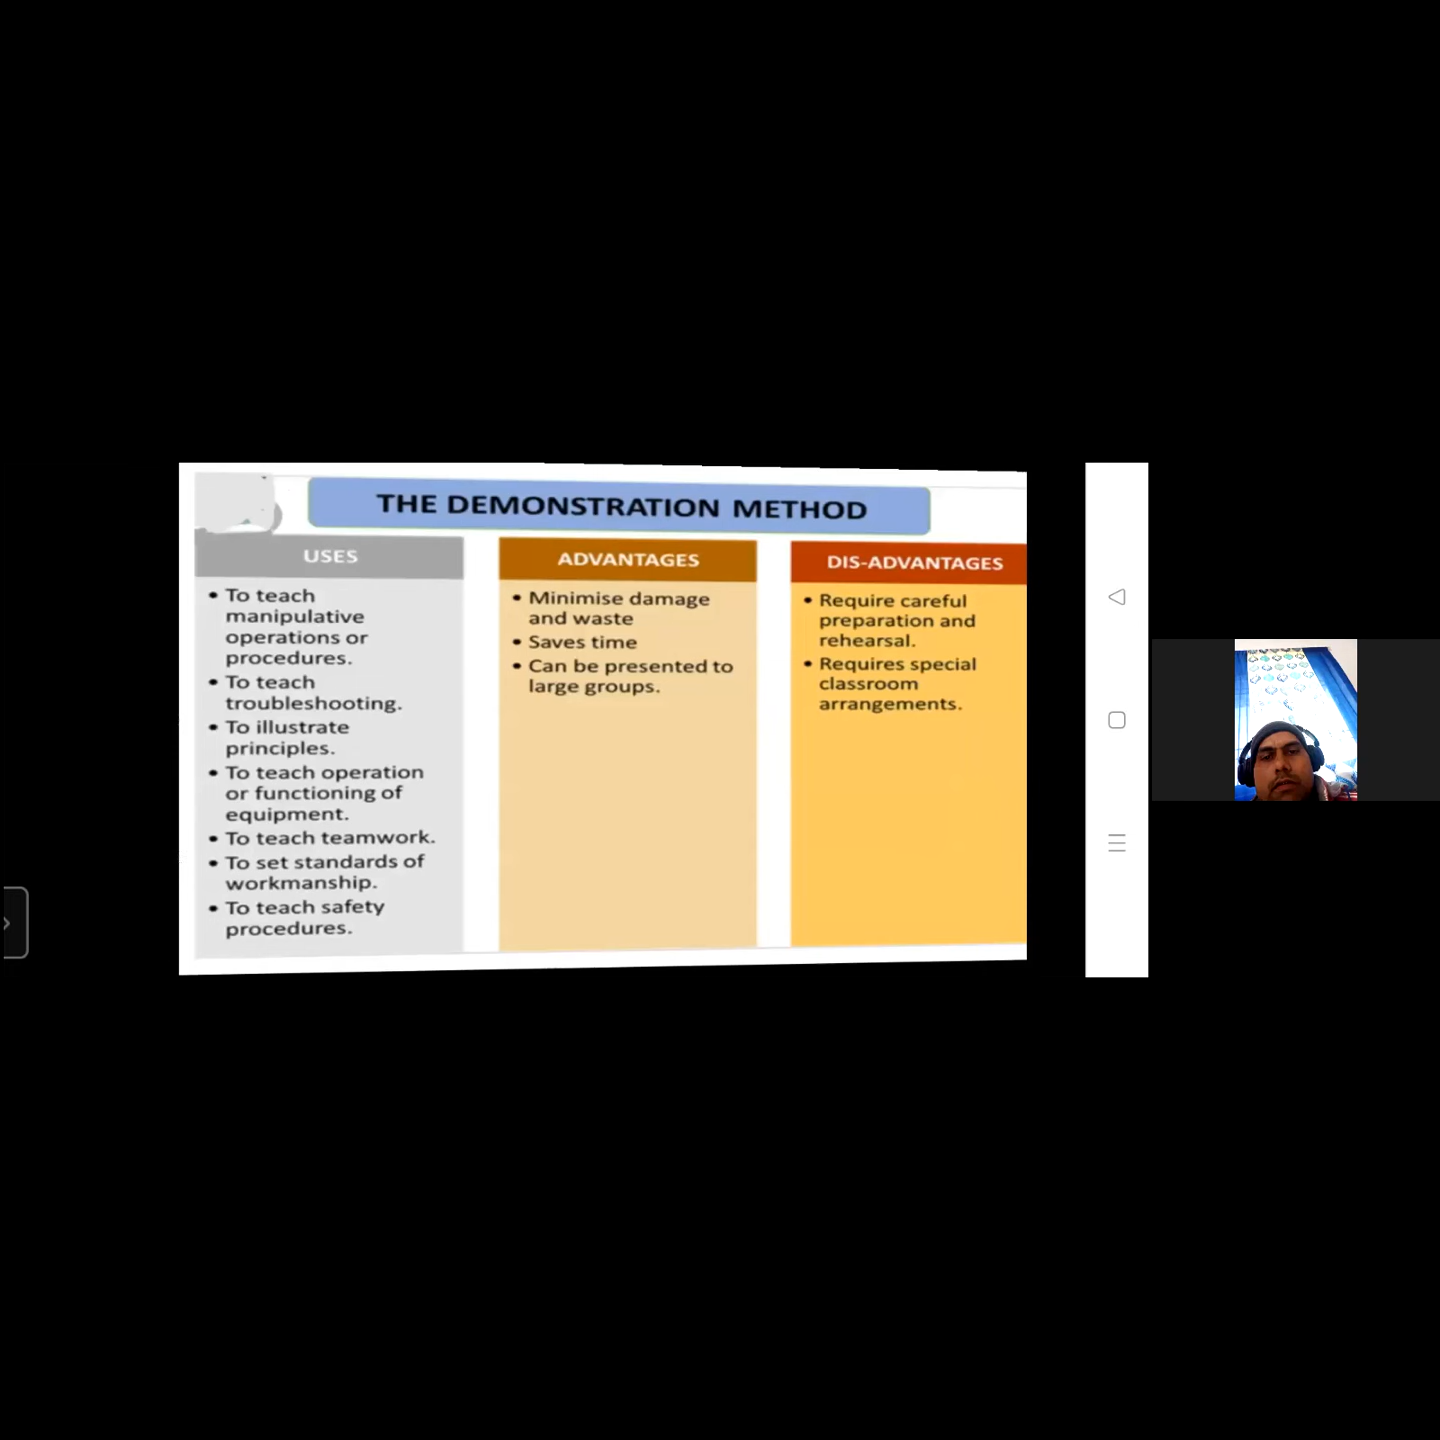 THE DEMONSTRATION METHOD
USES
• To teach
manipulative
operations or
procedures.
• To teach
troubleshooting.
• To illustrate
principles.
• To teach operation
or functioning of
equipment.
• To teach teamwork.
• To set standards of
workmanship.
• To teach safety
procedures.
ADVANTAGES
• Minimise damage
and waste
• Saves time
• Can be presented to
large groups.
DIS-ADVANTAGES
• Require careful
preparation and
rehearsal.
• Requires special
classroom
arrangements.